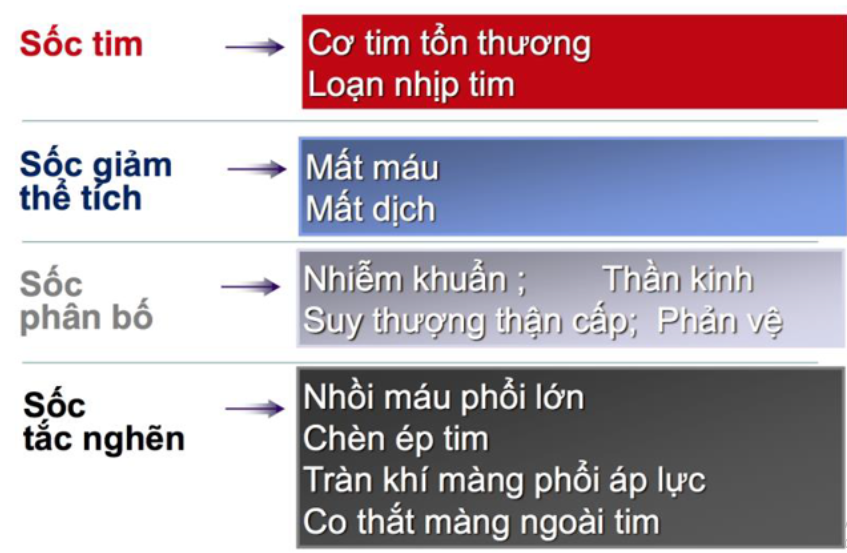 Sốc tim
Cơ tim tổn thương
Loạn nhịp tim
Sốc giảm
thể tích
Mất máu
Mất dịch
Sốc
phân bố
Nhiễm khuẩn ; Thần kinh
Suy thượng thận cấp; Phản vệ
Sốc
tắc nghẽn
Nhồi máu phổi lớn
Chèn ép tim
Tràn khí màng phổi áp lực
Co thắt màng ngoài tim